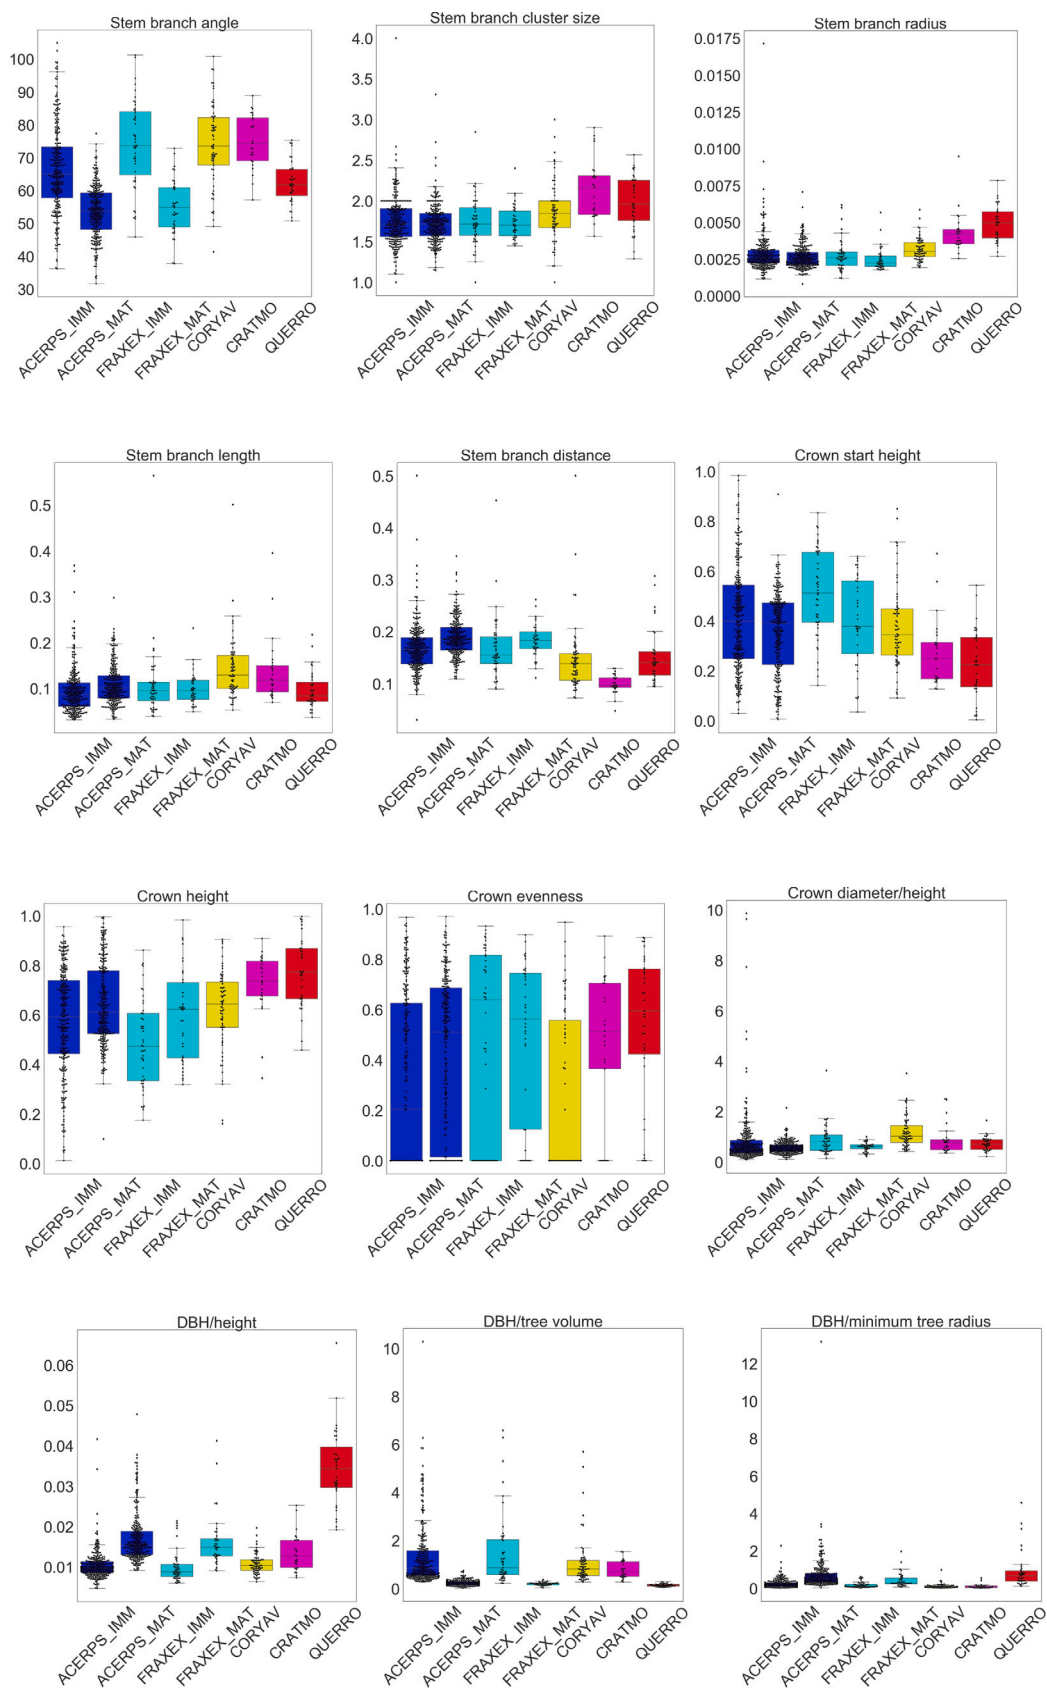 Stem branch angle
100
90
80
70
60
50
40
30
ACERPS_IMM
ACERPS_MAT
FRAXEX_IMM
FRAXEX_MAT
CORYAV
CRATMO
QUERRO
Stem branch cluster size
4.0
3.5
3.0
2.5
2.0
1.5
1.0
ACERPS_IMM
ACERPS_MAT
FRAXEX_IMM
FRAXEX_MAT
CORYAV
CRATMO
QUERRO
Stem branch radius
0.0175
0.0150
0.0125
0.0100
0.0075
0.0050
0.0025
0.0000
ACERPS_IMM
ACERPS_MAT
FRAXEX_IMM
FRAXEX_MAT
CORYAV
CRATMO
QUERRO
Stem branch length
0.5
0.4
0.3
0.2
0.1
ACERPS_IMM
ACERPS_MAT
FRAXEX_IMM
FRAXEX_MAT
CORYAV
CRATMO
QUERRO
Stem branch distance
0.5
0.4
0.3
0.2
0.1
ACERPS_IMM
ACERPS_MAT
FRAXEX_IMM
FRAXEX_MAT
CORYAV
CRATMO
QUERRO
Crown start height
1.0
0.8
0.6
0.4
0.2
0.0
ACERPS_IMM
ACERPS_MAT
FRAXEX_IMM
FRAXEX_MAT
CORYAV
CRATMO
QUERRO
Crown height
1.0
0.8
0.6
0.4
0.2
0.0
ACERPS_IMM
ACERPS_MAT
FRAXEX_IMM
FRAXEX_MAT
CORYAV
CRATMO
QUERRO
Crown evenness
1.0
0.8
0.6
0.4
0.2
0.0
ACERPS_IMM
ACERPS_MAT
FRAXEX_IMM
FRAXEX_MAT
CORYAV
CRATMO
QUERRO
Crown diameter/height
10
8
6
4
2
0
ACERPS_IMM
ACERPS_MAT
FRAXEX_IMM
FRAXEX_MAT
CORYAV
CRATMO
QUERRO
DBH/height
0.06
0.05
0.04
0.03
0.02
0.01
ACERPS_IMM
ACERPS_MAT
FRAXEX_IMM
FRAXEX_MAT
CORYAV
CRATMO
QUERRO
DBH/tree volume
10
8
6
4
2
0
ACERPS_IMM
ACERPS_MAT
FRAXEX_IMM
FRAXEX_MAT
CORYAV
CRATMO
QUERRO
DBH/minimum tree radius
12
10
8
6
4
2
0
ACERPS_IMM
ACERPS_MAT
FRAXEX_IMM
FRAXEX_MAT
CORYAV
CRATMO
QUERRO